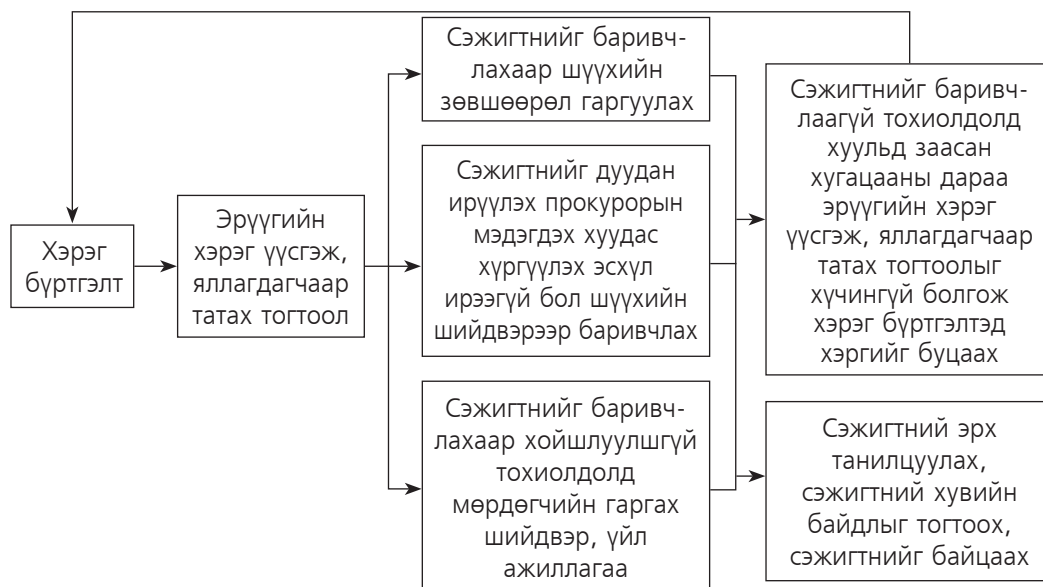 Хэрэг
бүртгэлт
Эрүүгийн
хэрэг үүсгэж,
яллагдагчаар
татах тогтоол
Сэжигтнийг баривч-
лахаар шүүхийн
зөвшөөрөл гаргуулах
Сэжигтнийг дуудан
ирүүлэх прокурорын
мэдэгдэх хуудас
хүргүүлэх эсхүл
ирээгүй бол шүүхийн
шийдвэрээр баривчлах
Сэжигтнийг баривч-
лахаар хойшлуулшгүй
тохиолдолд
мөрдөгчийн гаргах
шийдвэр, үйл
ажиллагаа
Сэжигтнийг баривч-
лаагүй тохиолдолд
хуульд заасан
хугацааны дараа
эрүүгийн хэрэг
үүсгэж, яллагдагчаар
татах тогтоолыг
хүчингүй болгож
хэрэг бүртгэлтэд
хэргийг буцаах
Сэжигтний эрх
танилцуулах,
сэжигтний хувийн
байдлыг тогтоох,
сэжигтнийг байцаах